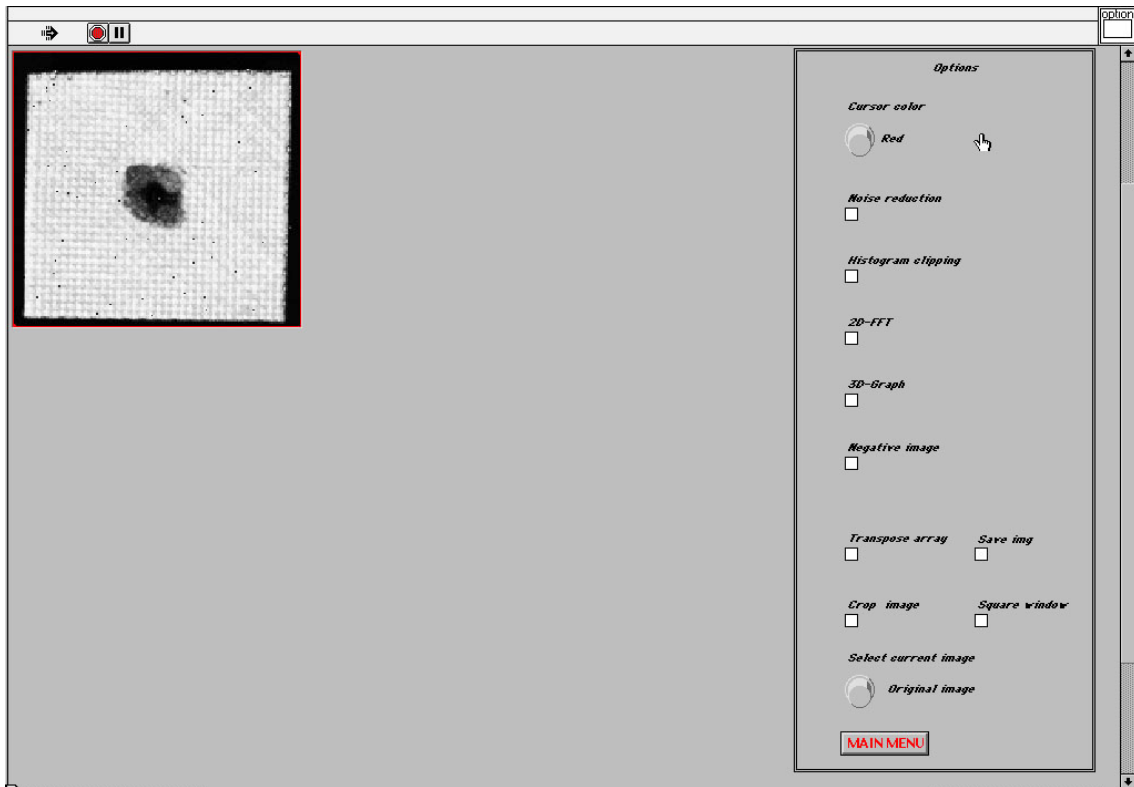 option
Options
Cursor color
Red
Noise reduction
Histogram clipping
2D-FFT
3D-Graph
Negative image
Transpose array Save img
Crop image Square window
Select current image
Original image
MAIN MENU